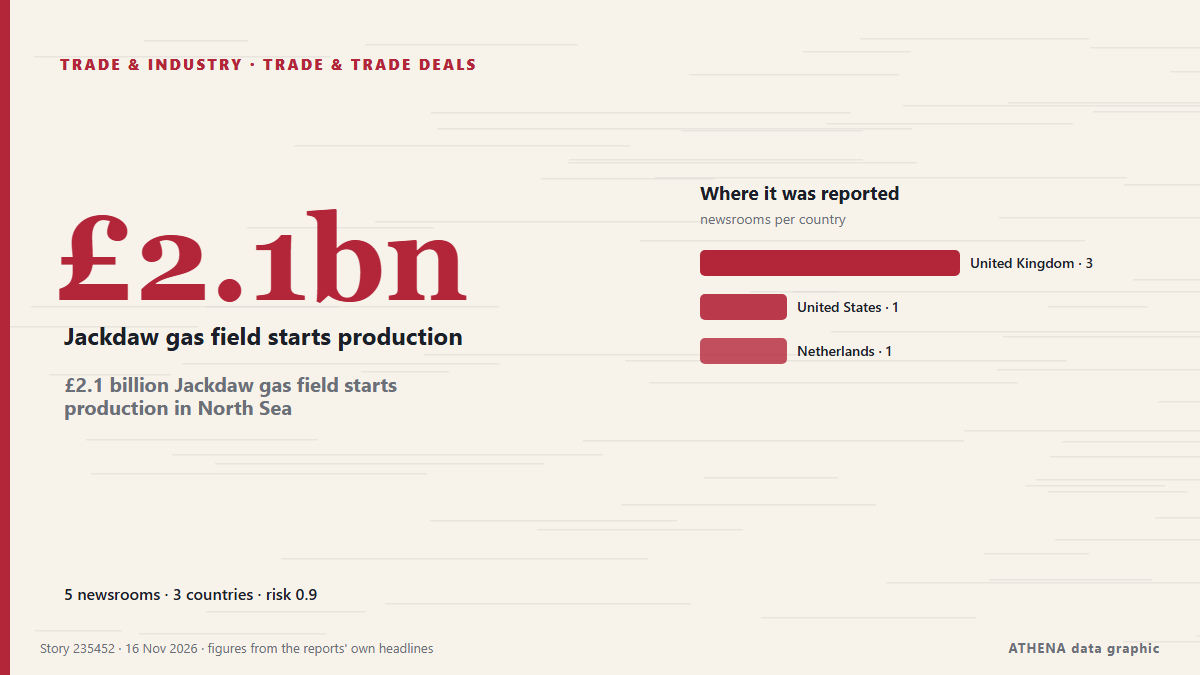 TRADE & INDUSTRY · TRADE & TRADE DEALS
£2.1bn
Jackdaw gas field starts production
£2.1 billion Jackdaw gas field starts
production in North Sea
Where it was reported
newsrooms per country
United Kingdom · 3
United States · 1
Netherlands · 1
5 newsrooms · 3 countries · risk 0.9
Story 235452 · 16 Nov 2026 · figures from the reports' own headlines
ATHENA data graphic